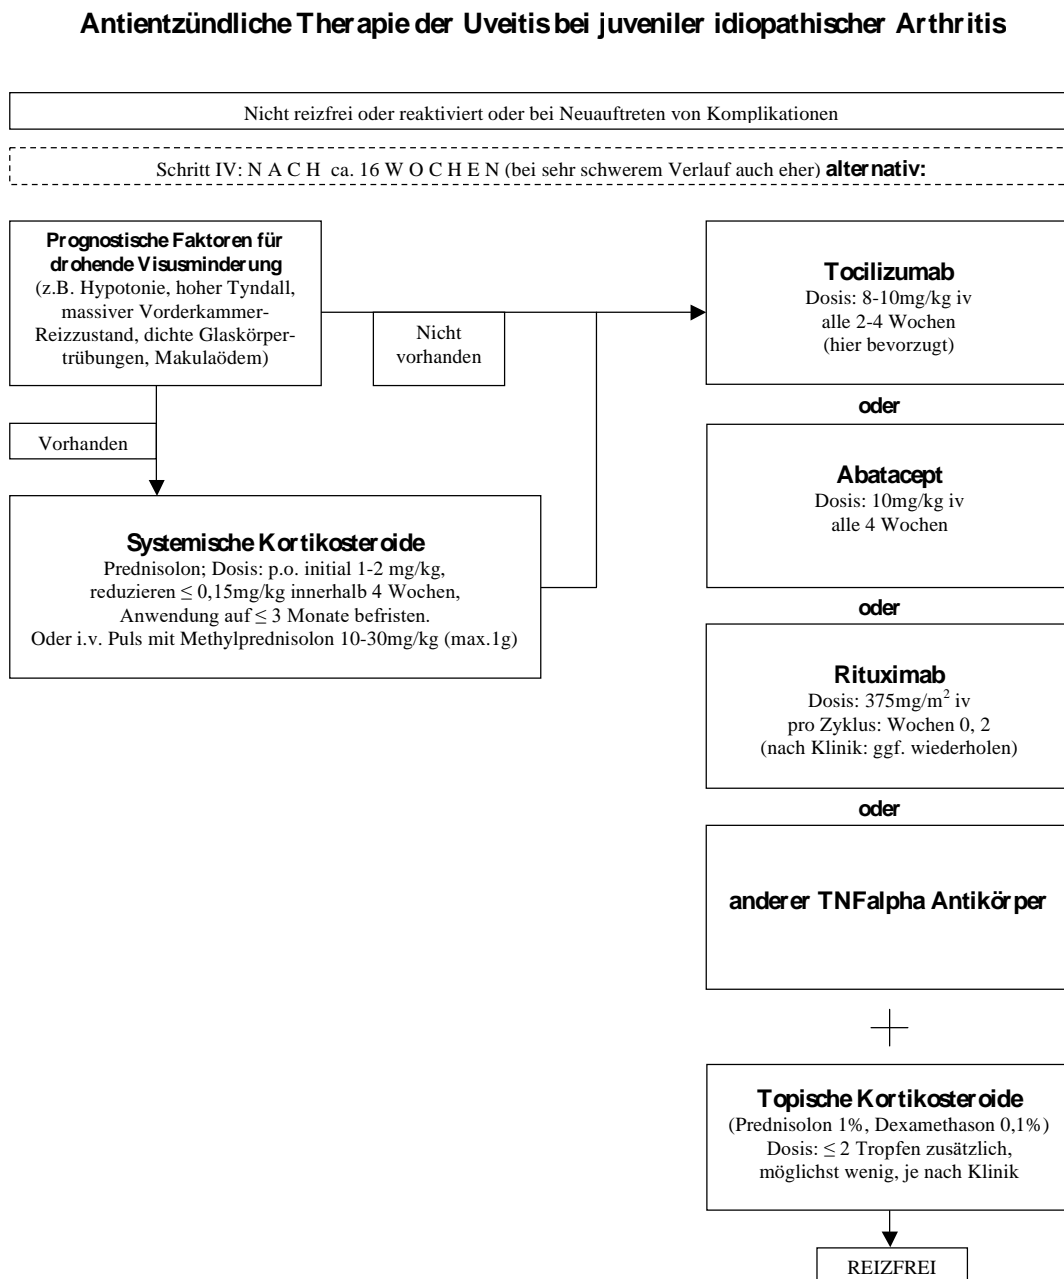 Antientzündliche Therapie der Uveitis bei juveniler idiopathischer Arthritis
Nicht reizfrei oder reaktiviert oder bei Neuauftreten von Komplikationen
Schritt IV: N A C H ca. 16 W O C H E N (bei sehr schwerem Verlauf auch eher) alternativ:
Prognostische Faktoren für
drohende Visusminderung
(z.B. Hypotonie, hoher Tyndall,
massiver Vorderkammer-
Reizzustand, dichte Glaskörper-
trübungen, Makulaödem)
Nicht
vorhanden
Vorhanden
Systemische Kortikosteroide
Prednisolon; Dosis: p.o. initial 1-2 mg/kg,
reduzieren ≤ 0,15mg/kg innerhalb 4 Wochen,
Anwendung auf ≤ 3 Monate befristen.
Oder i.v. Puls mit Methylprednisolon 10-30mg/kg (max.1g)
Tocilizumab
Dosis: 8-10mg/kg iv
alle 2-4 Wochen
(hier bevorzugt)
oder
Abatacept
Dosis: 10mg/kg iv
alle 4 Wochen
oder
Rituximab
Dosis: 375mg/m² iv
pro Zyklus: Wochen 0, 2
(nach Klinik: ggf. wiederholen)
oder
anderer TNFalpha Antikörper
+
Topische Kortikosteroide
(Prednisolon 1%, Dexamethason 0,1%)
Dosis: ≤ 2 Tropfen zusätzlich,
möglichst wenig, je nach Klinik
REIZFREI